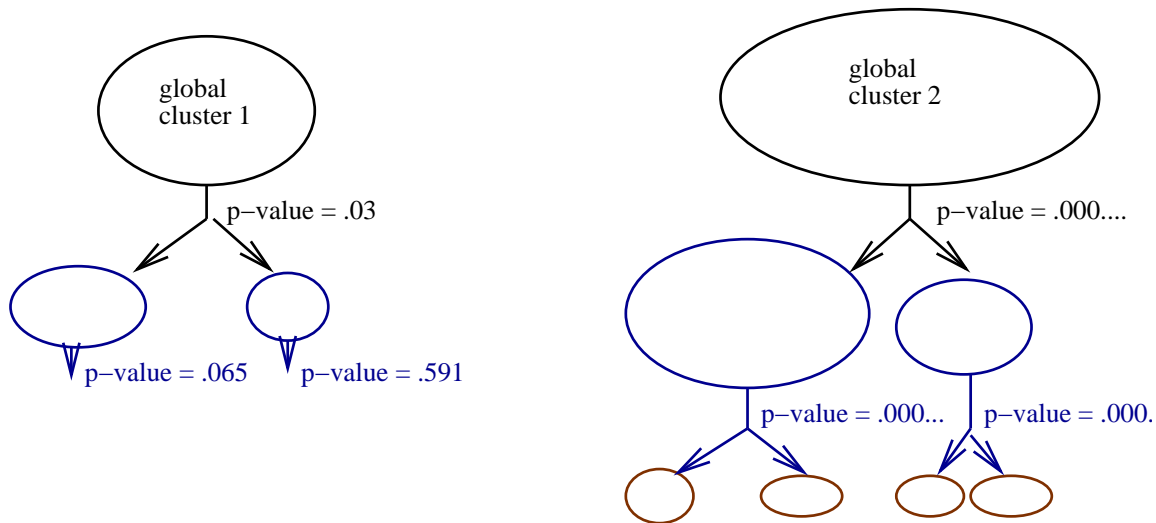 global
cluster 1
global
cluster 2
p−value = .03
p−value = .000....
p−value = .065
p−value = .591
p−value = .000...
p−value = .000.